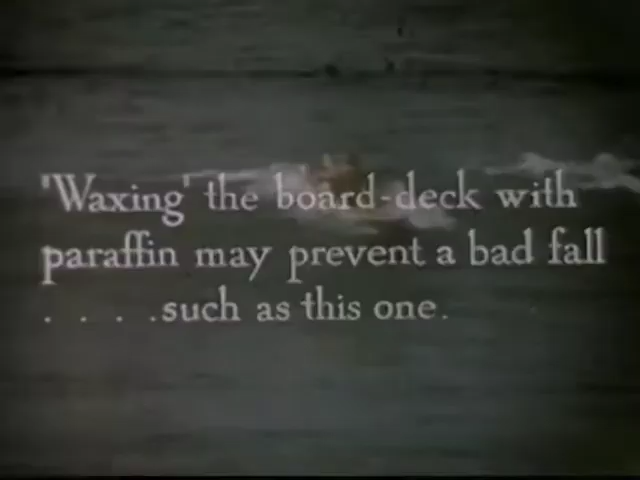 'Waxing' the board-deck with
paraffin may prevent a bad fall
. . . .such as this one.